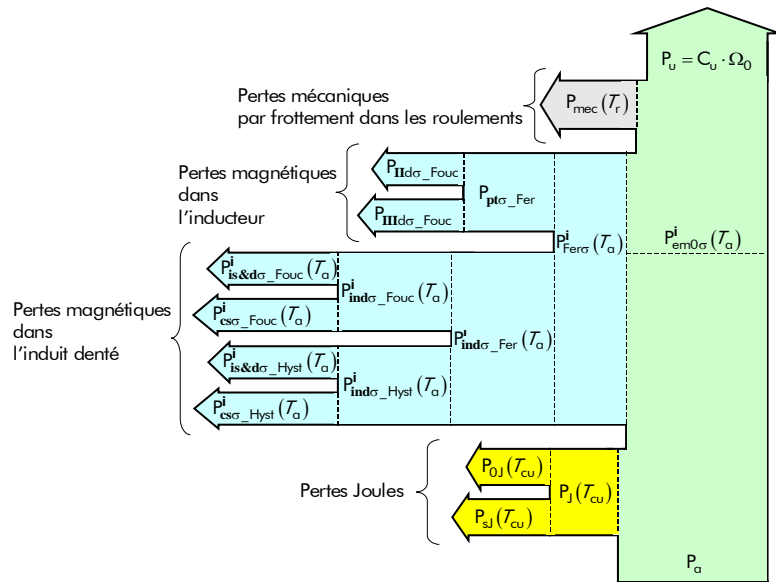 P_u = C_u · Ω_0
Pertes mécaniques
par frottement dans les roulements
P_mec (T_r)
Pertes magnétiques
dans
l'inducteur
P_IIdσ_Fouc
P_IIIdσ_Fouc
P_ptσ_Fer
P^i_Ferσ (T_a)
P^i_em0σ (T_a)
Pertes magnétiques
dans
l'induit denté
P^i_is&dσ_Fouc (T_a)
P^i_csσ_Fouc (T_a)
P^i_indσ_Fouc (T_a)
P^i_indσ_Fer (T_a)
P^i_is&dσ_Hyst (T_a)
P^i_csσ_Hyst (T_a)
P^i_indσ_Hyst (T_a)
Pertes Joules
P_0J (T_cu)
P_sJ (T_cu)
P_J (T_cu)
P_a